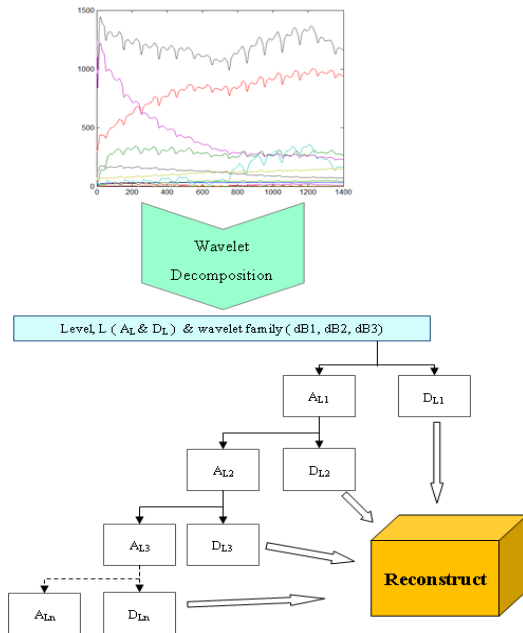 1500
1000
500
0
0 200 400 600 800 1000 1200 1400
Wavelet
Decomposition
Level, L ( AL & DL ) & wavelet family ( dB1, dB2, dB3)
AL1
DL1
AL2
DL2
AL3
DL3
Reconstruct
ALn
DLn